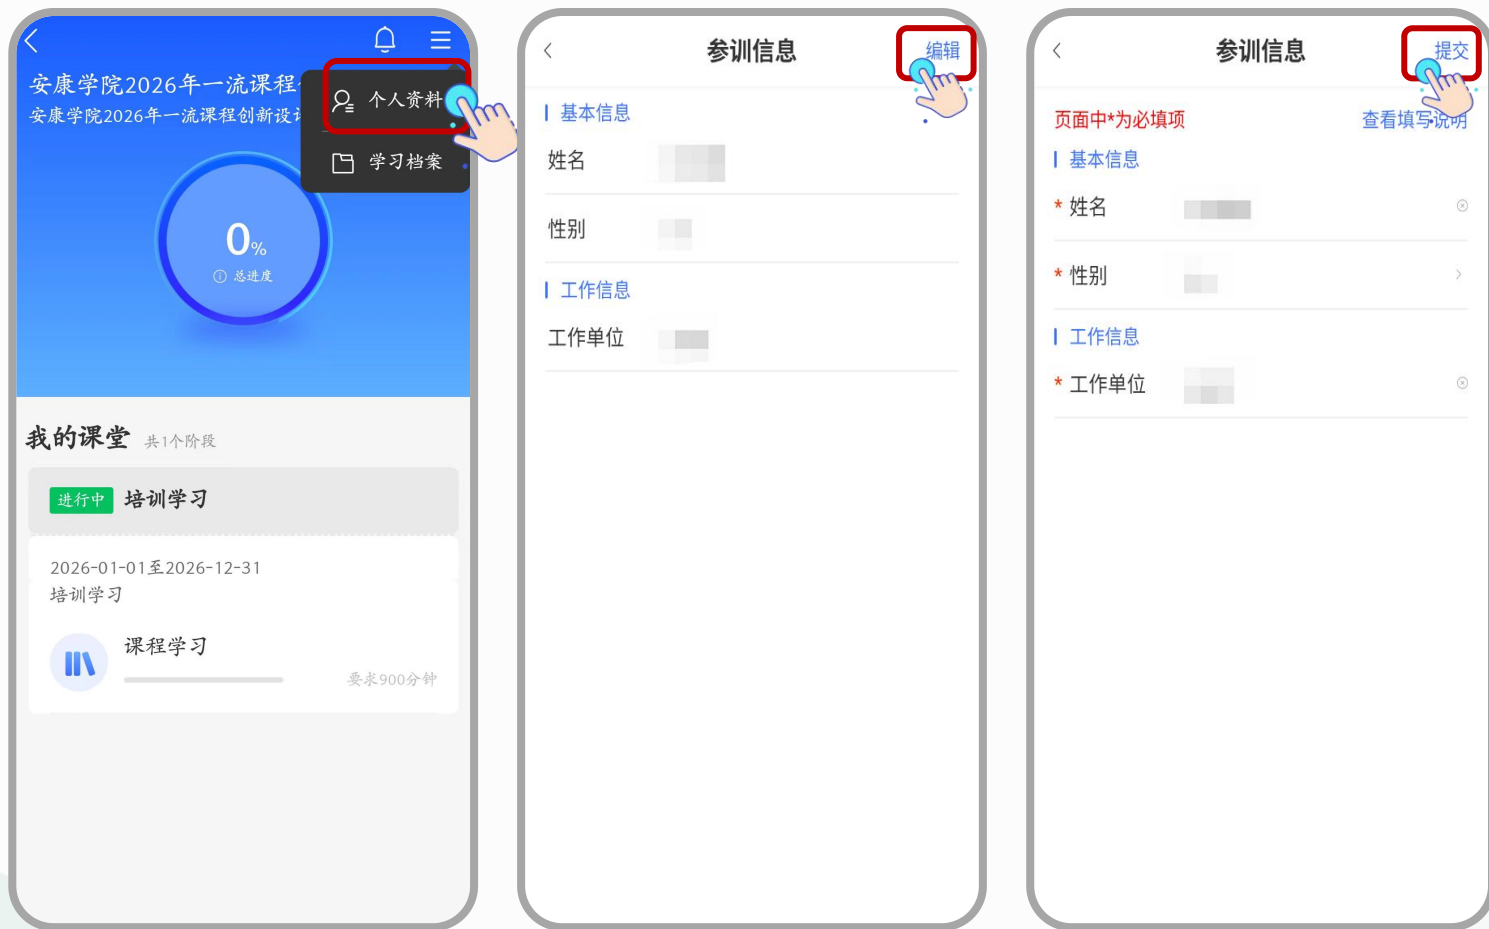 安康学院2026年一流课程
安康学院2026年一流课程创新设
个人资料
学习档案
0%
总进度
我的课堂 共1个阶段
进行中 培训学习
2026-01-01至2026-12-31
培训学习
课程学习
要求900分钟
参训信息 编辑
基本信息
姓名
性别
工作信息
工作单位
参训信息 提交
页面中*为必填项 查看填写说明
基本信息
* 姓名
* 性别
工作信息
* 工作单位